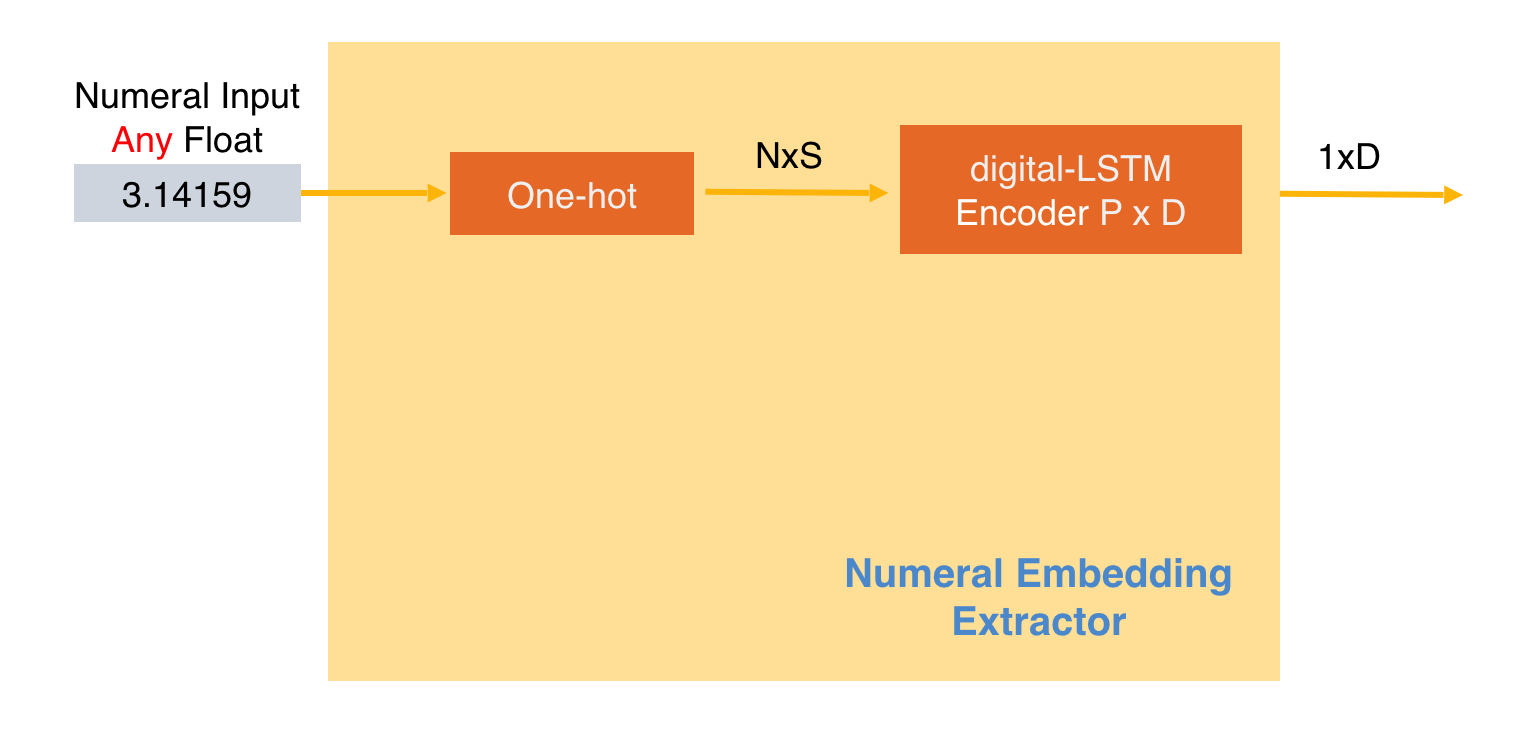 Numeral Input
Any Float
3.14159
One-hot
NxS
digital-LSTM
Encoder P x D
1xD
Numeral Embedding
Extractor